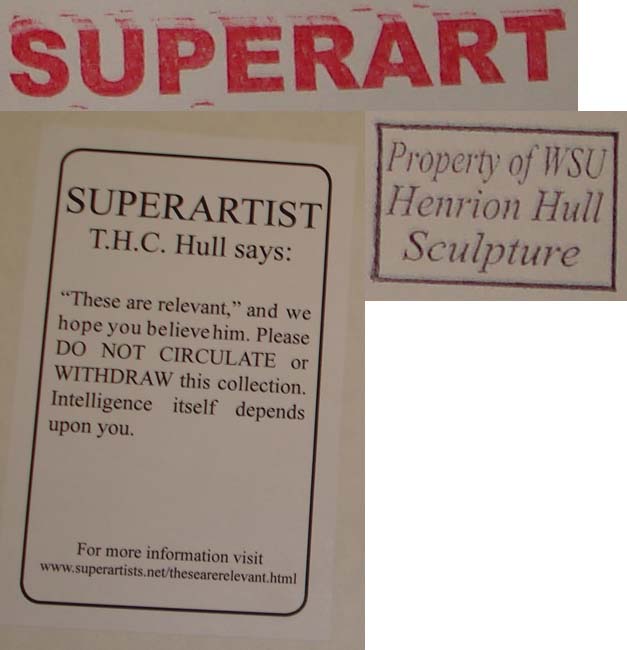 SUPERART
SUPERARTIST
T.H.C. Hull says:
“These are relevant,” and we
hope you believe him. Please
DO NOT CIRCULATE or
WITHDRAW this collection.
Intelligence itself depends
upon you.
For more information visit
www.superartists.net/thesearerelevant.html
Property of WSU
Henrion Hull
Sculpture